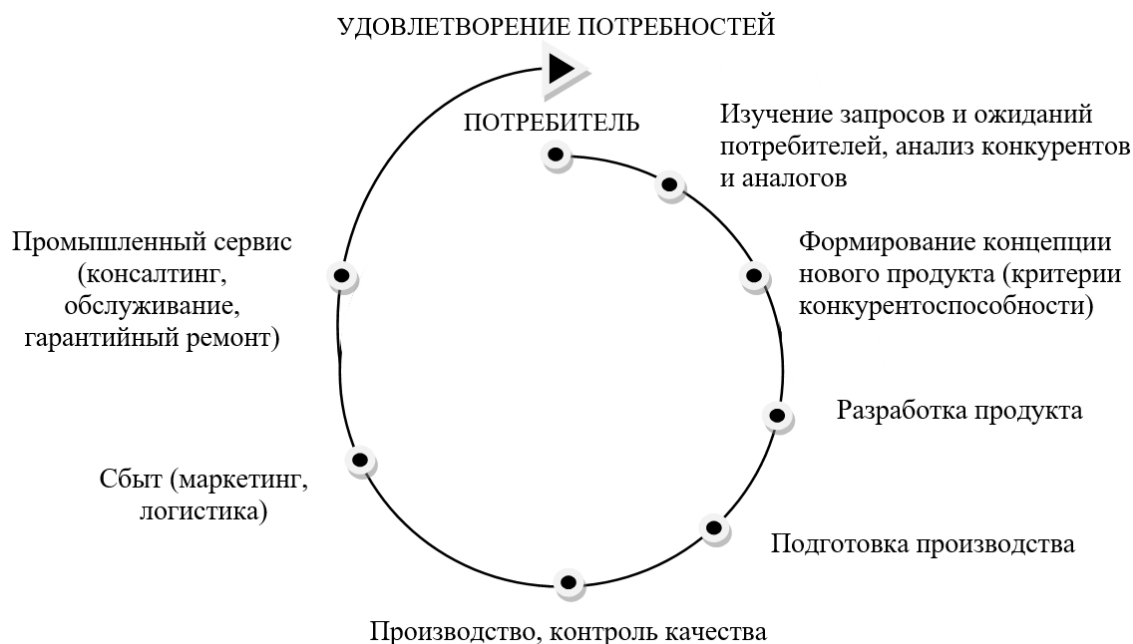 УДОВЛЕТВОРЕНИЕ ПОТРЕБНОСТЕЙ
ПОТРЕБИТЕЛЬ
Изучение запросов и ожиданий
потребителей, анализ конкурентов
и аналогов
Формирование концепции
нового продукта (критерии
конкурентоспособности)
Разработка продукта
Подготовка производства
Производство, контроль качества
Сбыт (маркетинг,
логистика)
Промышленный сервис
(консалтинг,
обслуживание,
гарантийный ремонт)